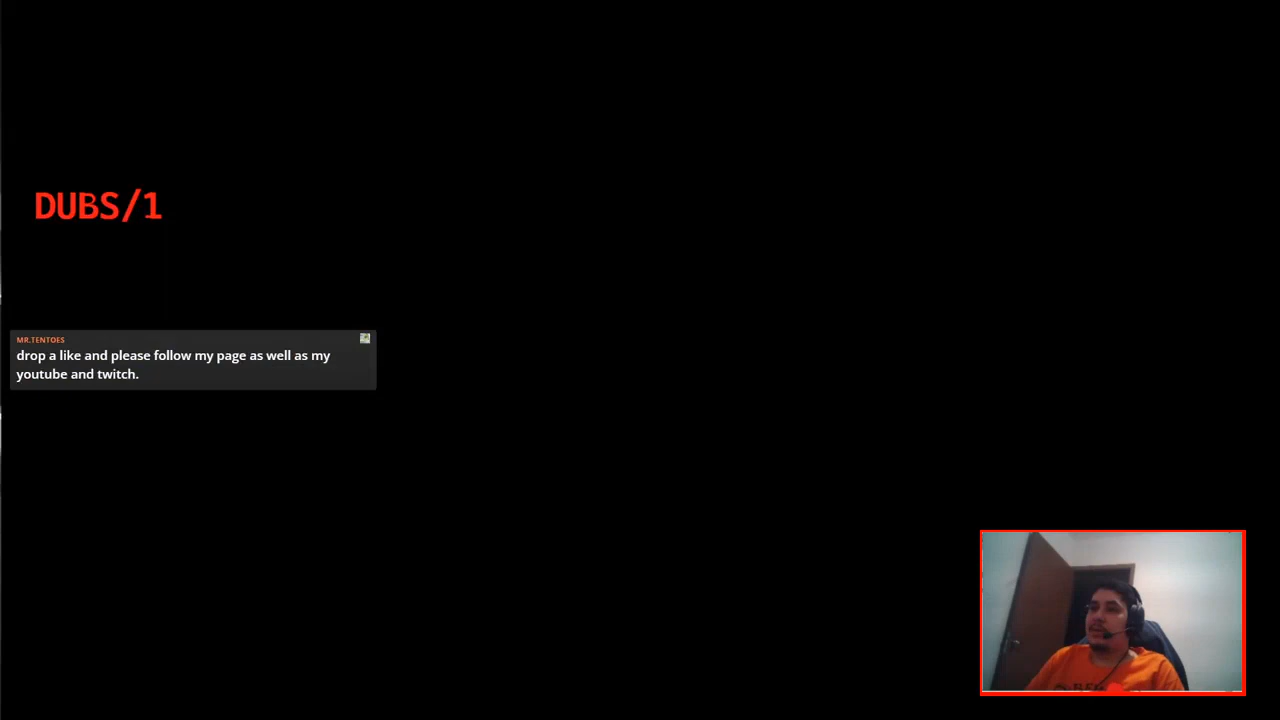 DUBS/1
MR.TENTOES
drop a like and please follow my page as well as my
youtube and twitch.